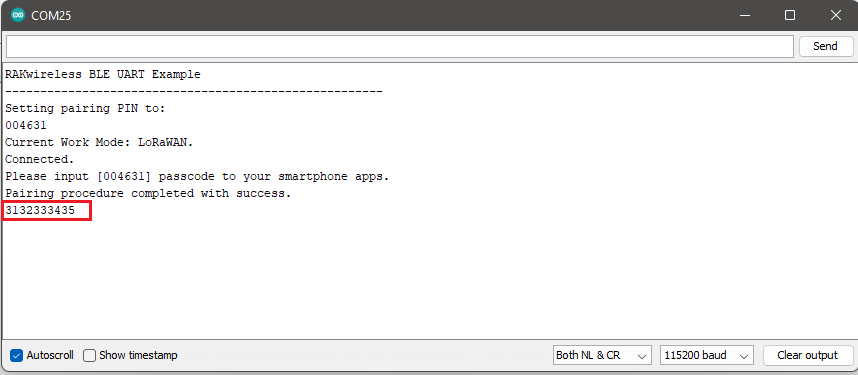 COM25
Send
RAKwireless BLE UART Example
------------------------------------------------------
Setting pairing PIN to:
004631
Current Work Mode: LoRaWAN.
Connected.
Please input [004631] passcode to your smartphone apps.
Pairing procedure completed with success.
3132333435
Autoscroll Show timestamp Both NL & CR 115200 baud Clear output